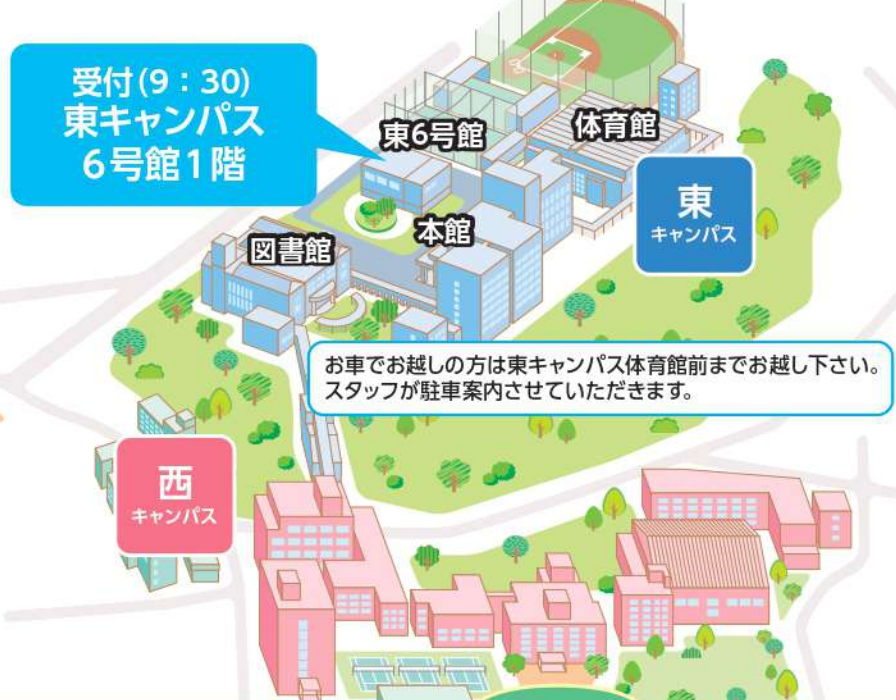 受付(9：30)
東キャンパス
6号館1階
東6号館
体育館
東
キャンパス
本館
図書館
お車でお越しの方は東キャンパス体育館前までお越し下さい。
スタッフが駐車案内させていただきます。
西
キャンパス